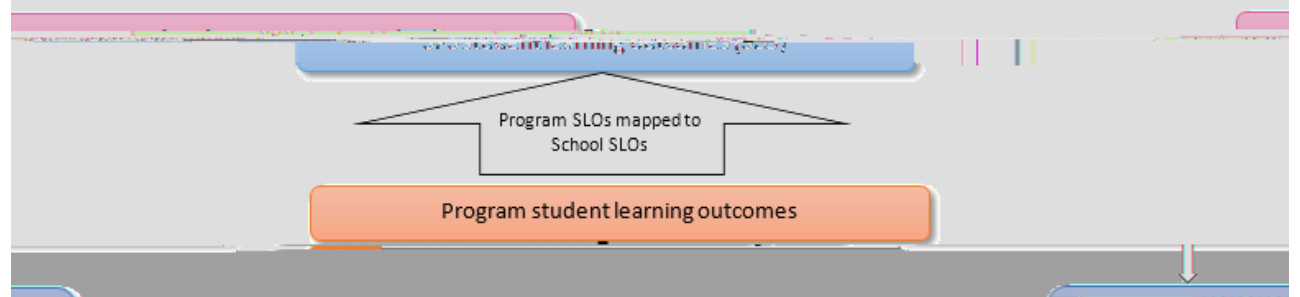 Program SLOs mapped to
School SLOs
Program student learning outcomes